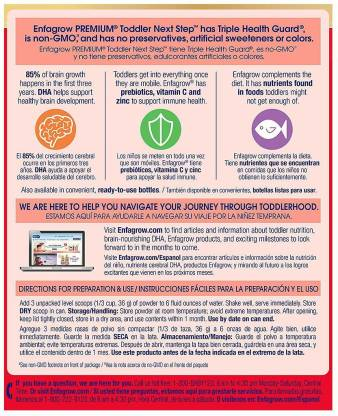 Enfagrow PREMIUM® Toddler Next Step™ has Triple Health Guard®,
is non-GMO,* and has no preservatives, artificial sweeteners or colors.
Enfagrow PREMIUM® Toddler Next Step™ tiene Triple Health Guard®, es no-GMO*
y no tiene preservativos, edulcorantes artificiales o colores.
85% of brain growth
happens in the first three
years. DHA helps support
healthy brain development.
El 85% del crecimiento cerebral
ocurre en los primeros tres
años. DHA ayuda a apoyar el
desarrollo saludable del cerebro.
Toddlers get into everything once
they are mobile. Enfagrow® has
prebiotics, vitamin C and
zinc to support immune health.
Los niños se meten en todo una vez
que son móviles. Enfagrow® tiene
prebióticos, vitamina C y zinc
para apoyar la salud inmune.
Enfagrow complements the
diet. It has nutrients found
in foods toddlers might
not get enough of.
Enfagrow complementa la dieta.
Tiene nutrientes que se encuentran
en comidas que los niños no
obtienen lo suficientemente.
Also available in convenient, ready-to-use bottles. / También disponible en convenientes, botellas listas para usar.
WE ARE HERE TO HELP YOU NAVIGATE YOUR JOURNEY THROUGH TODDLERHOOD.
ESTAMOS AQUÍ PARA AYUDARLE A NAVEGAR SU VIAJE POR LA NIÑEZ TEMPRANA.
Visit Enfagrow.com to find articles and information about toddler nutrition,
brain-nourishing DHA, Enfagrow products, and exciting milestones to look
forward to in the months to come.
Visite Enfagrow.com/Espanol para encontrar artículos e información sobre la nutrición
del niño, nutriente cerebral DHA, productos Enfagrow, y mirando al futuro a los logros
excitantes que vienen en los próximos meses.
DIRECTIONS FOR PREPARATION & USE / INSTRUCCIONES FÁCILES PARA LA PREPARACIÓN Y EL USO
Add 3 unpacked level scoops (1/3 cup, 36 g) of powder to 6 fluid ounces of water. Shake well, serve immediately. Store
DRY scoop in can. Storage/Handling: Store powder at room temperature; avoid extreme temperatures. After opening,
keep lid tightly closed, store in a dry area, and use contents within 1 month. Use by date on can end.
Agregue 3 medidas rasas de polvo sin compactar (1/3 de taza, 36 g) a 6 onzas de agua. Agite bien, utilice
inmediatamente. Guarde la medida SECA en la lata. Almacenamiento/Manejo: Guarde el polvo a temperatura
ambiental; evite temperaturas extremas. Después de abrir, mantenga la tapa bien cerrada, guárdela en un área seca, y
utilice el contenido dentro de 1 mes. Use este producto antes de la fecha indicada en el extremo de la lata.
*See non-GMO footnote on front of package / *Vea la nota acerca de no-GMO en el frente del paquete
If you have a question, we are here for you. Call us toll free: 1-800-BABY123, 8:00 am to 4:30 pm Monday-Saturday, Central
Time. Or visit Enfagrow.com. / Si usted tiene preguntas, estamos aquí para prestarle servicios. Para preguntas
4:30 pm, Hora Central, de lunes a sábado. O visítenos en: Enfagrow.com/Espanol